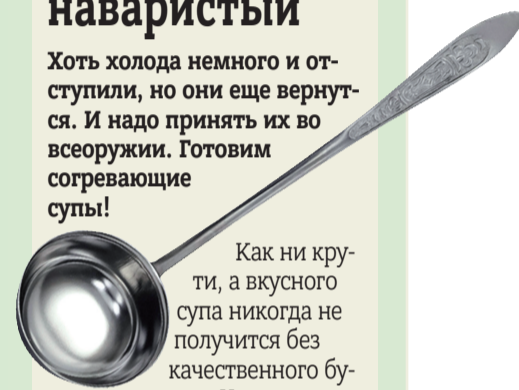 наваристый
Хоть холода немного и от-
ступили, но они еще вернут-
ся. И надо принять их во
всеоружии. Готовим
согревающие
супы!
Как ни кру-
ти, а вкусного
супа никогда не
получится без
качественного бу-